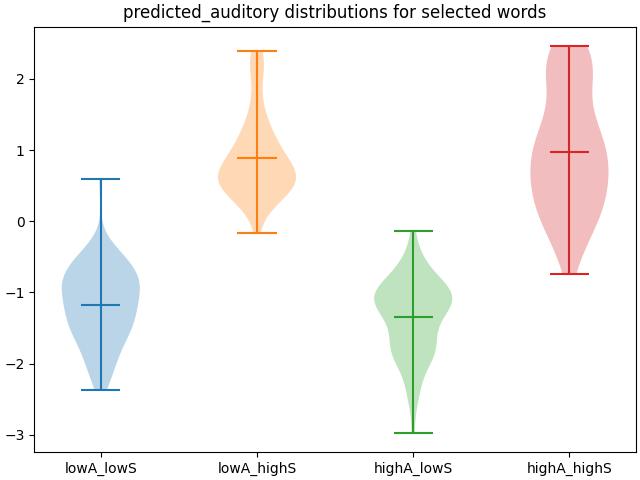 predicted_auditory distributions for selected words
2
1
0
−1
−2
−3
lowA_lowS
lowA_highS
highA_lowS
highA_highS